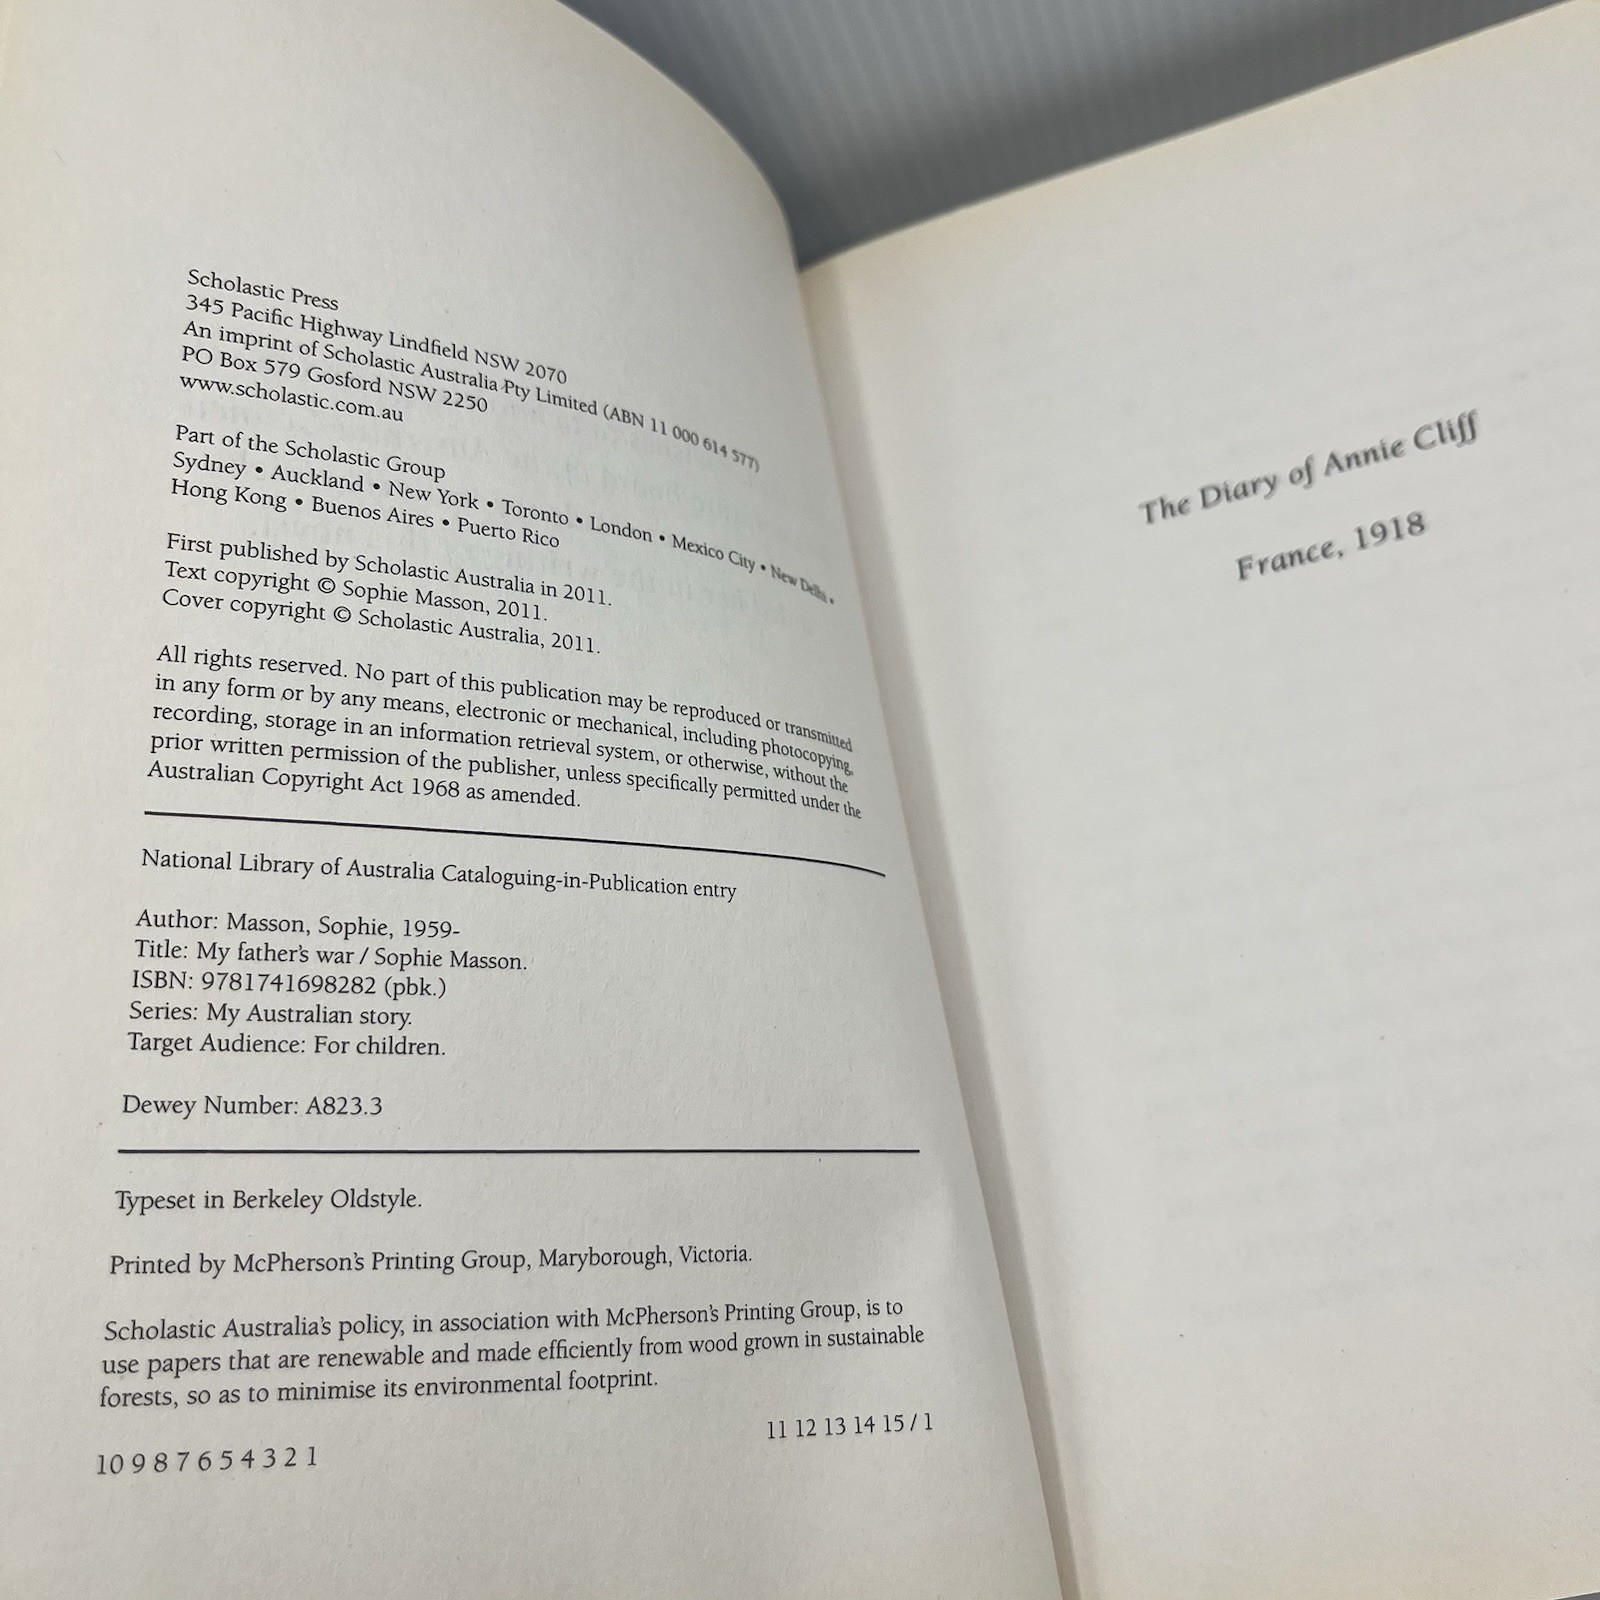 Scholastic Press
345 Pacific Highway Lindfield NSW 2070
An imprint of Scholastic Australia Pty Limited (ABN 11 000 614 577)
PO Box 579 Gosford NSW 2250
www.scholastic.com.au
Part of the Scholastic Group
Sydney • Auckland • New York • Toronto • London • Mexico City • New Delhi •
Hong Kong • Buenos Aires • Puerto Rico
First published by Scholastic Australia in 2011.
Text copyright © Sophie Masson, 2011.
Cover copyright © Scholastic Australia, 2011.
All rights reserved. No part of this publication may be reproduced or transmitted
in any form or by any means, electronic or mechanical, including photocopying,
recording, storage in an information retrieval system, or otherwise, without the
prior written permission of the publisher, unless specifically permitted under the
Australian Copyright Act 1968 as amended.
National Library of Australia Cataloguing-in-Publication entry
Author: Masson, Sophie, 1959-
Title: My father's war / Sophie Masson.
ISBN: 9781741698282 (pbk.)
Series: My Australian story.
Target Audience: For children.
Dewey Number: A823.3
Typeset in Berkeley Oldstyle.
Printed by McPherson's Printing Group, Maryborough, Victoria.
Scholastic Australia's policy, in association with McPherson's Printing Group, is to
use papers that are renewable and made efficiently from wood grown in sustainable
forests, so as to minimise its environmental footprint.
10 9 8 7 6 5 4 3 2 1
11 12 13 14 15 / 1
The Diary of Annie Cliff
France, 1918